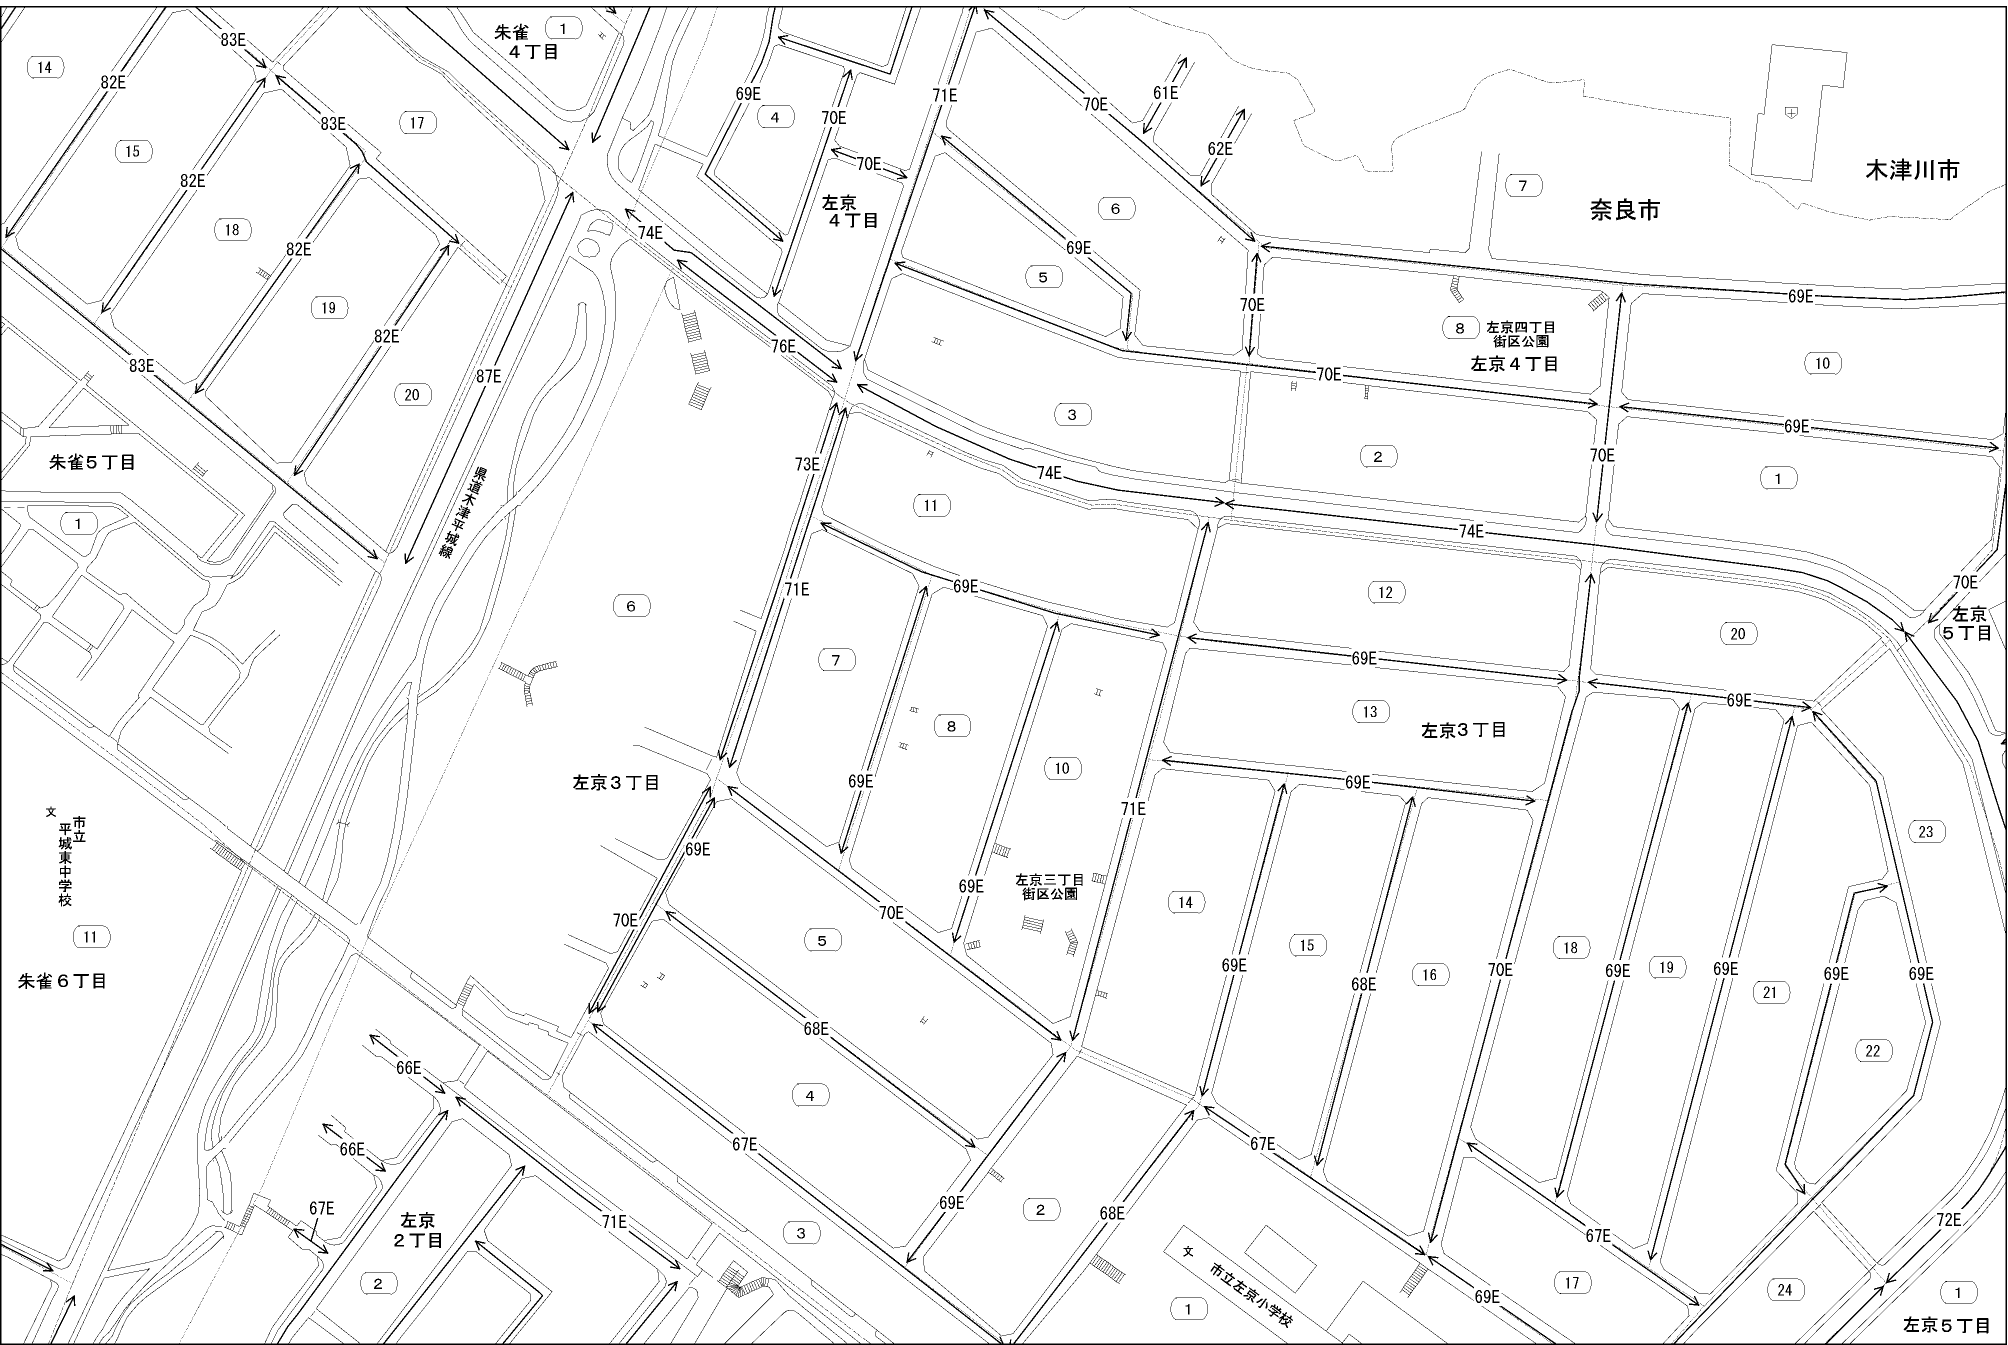 朱雀
４丁目
1
83E
14
82E
15
83E
17
82E
18
82E
19
82E
20
83E
朱雀５丁目
1
87E
県道木津平城線
69E
4
70E
70E
左京
４丁目
71E
74E
76E
70E
61E
62E
6
69E
5
70E
3
74E
7
奈良市
木津川市
8
左京四丁目
街区公園
左京４丁目
69E
10
70E
69E
70E
2
1
74E
70E
左京
５丁目
73E
71E
11
69E
6
7
69E
8
69E
10
左京三丁目
街区公園
71E
12
69E
13
左京３丁目
20
69E
69E
左京３丁目
69E
70E
70E
5
68E
4
67E
69E
14
69E
15
68E
16
70E
18
69E
19
69E
21
69E
69E
22
23
文
市立
平城東中学校
11
朱雀６丁目
66E
66E
67E
左京
２丁目
2
71E
3
2
68E
67E
文
市立左京小学校
1
69E
67E
17
24
72E
1
左京５丁目